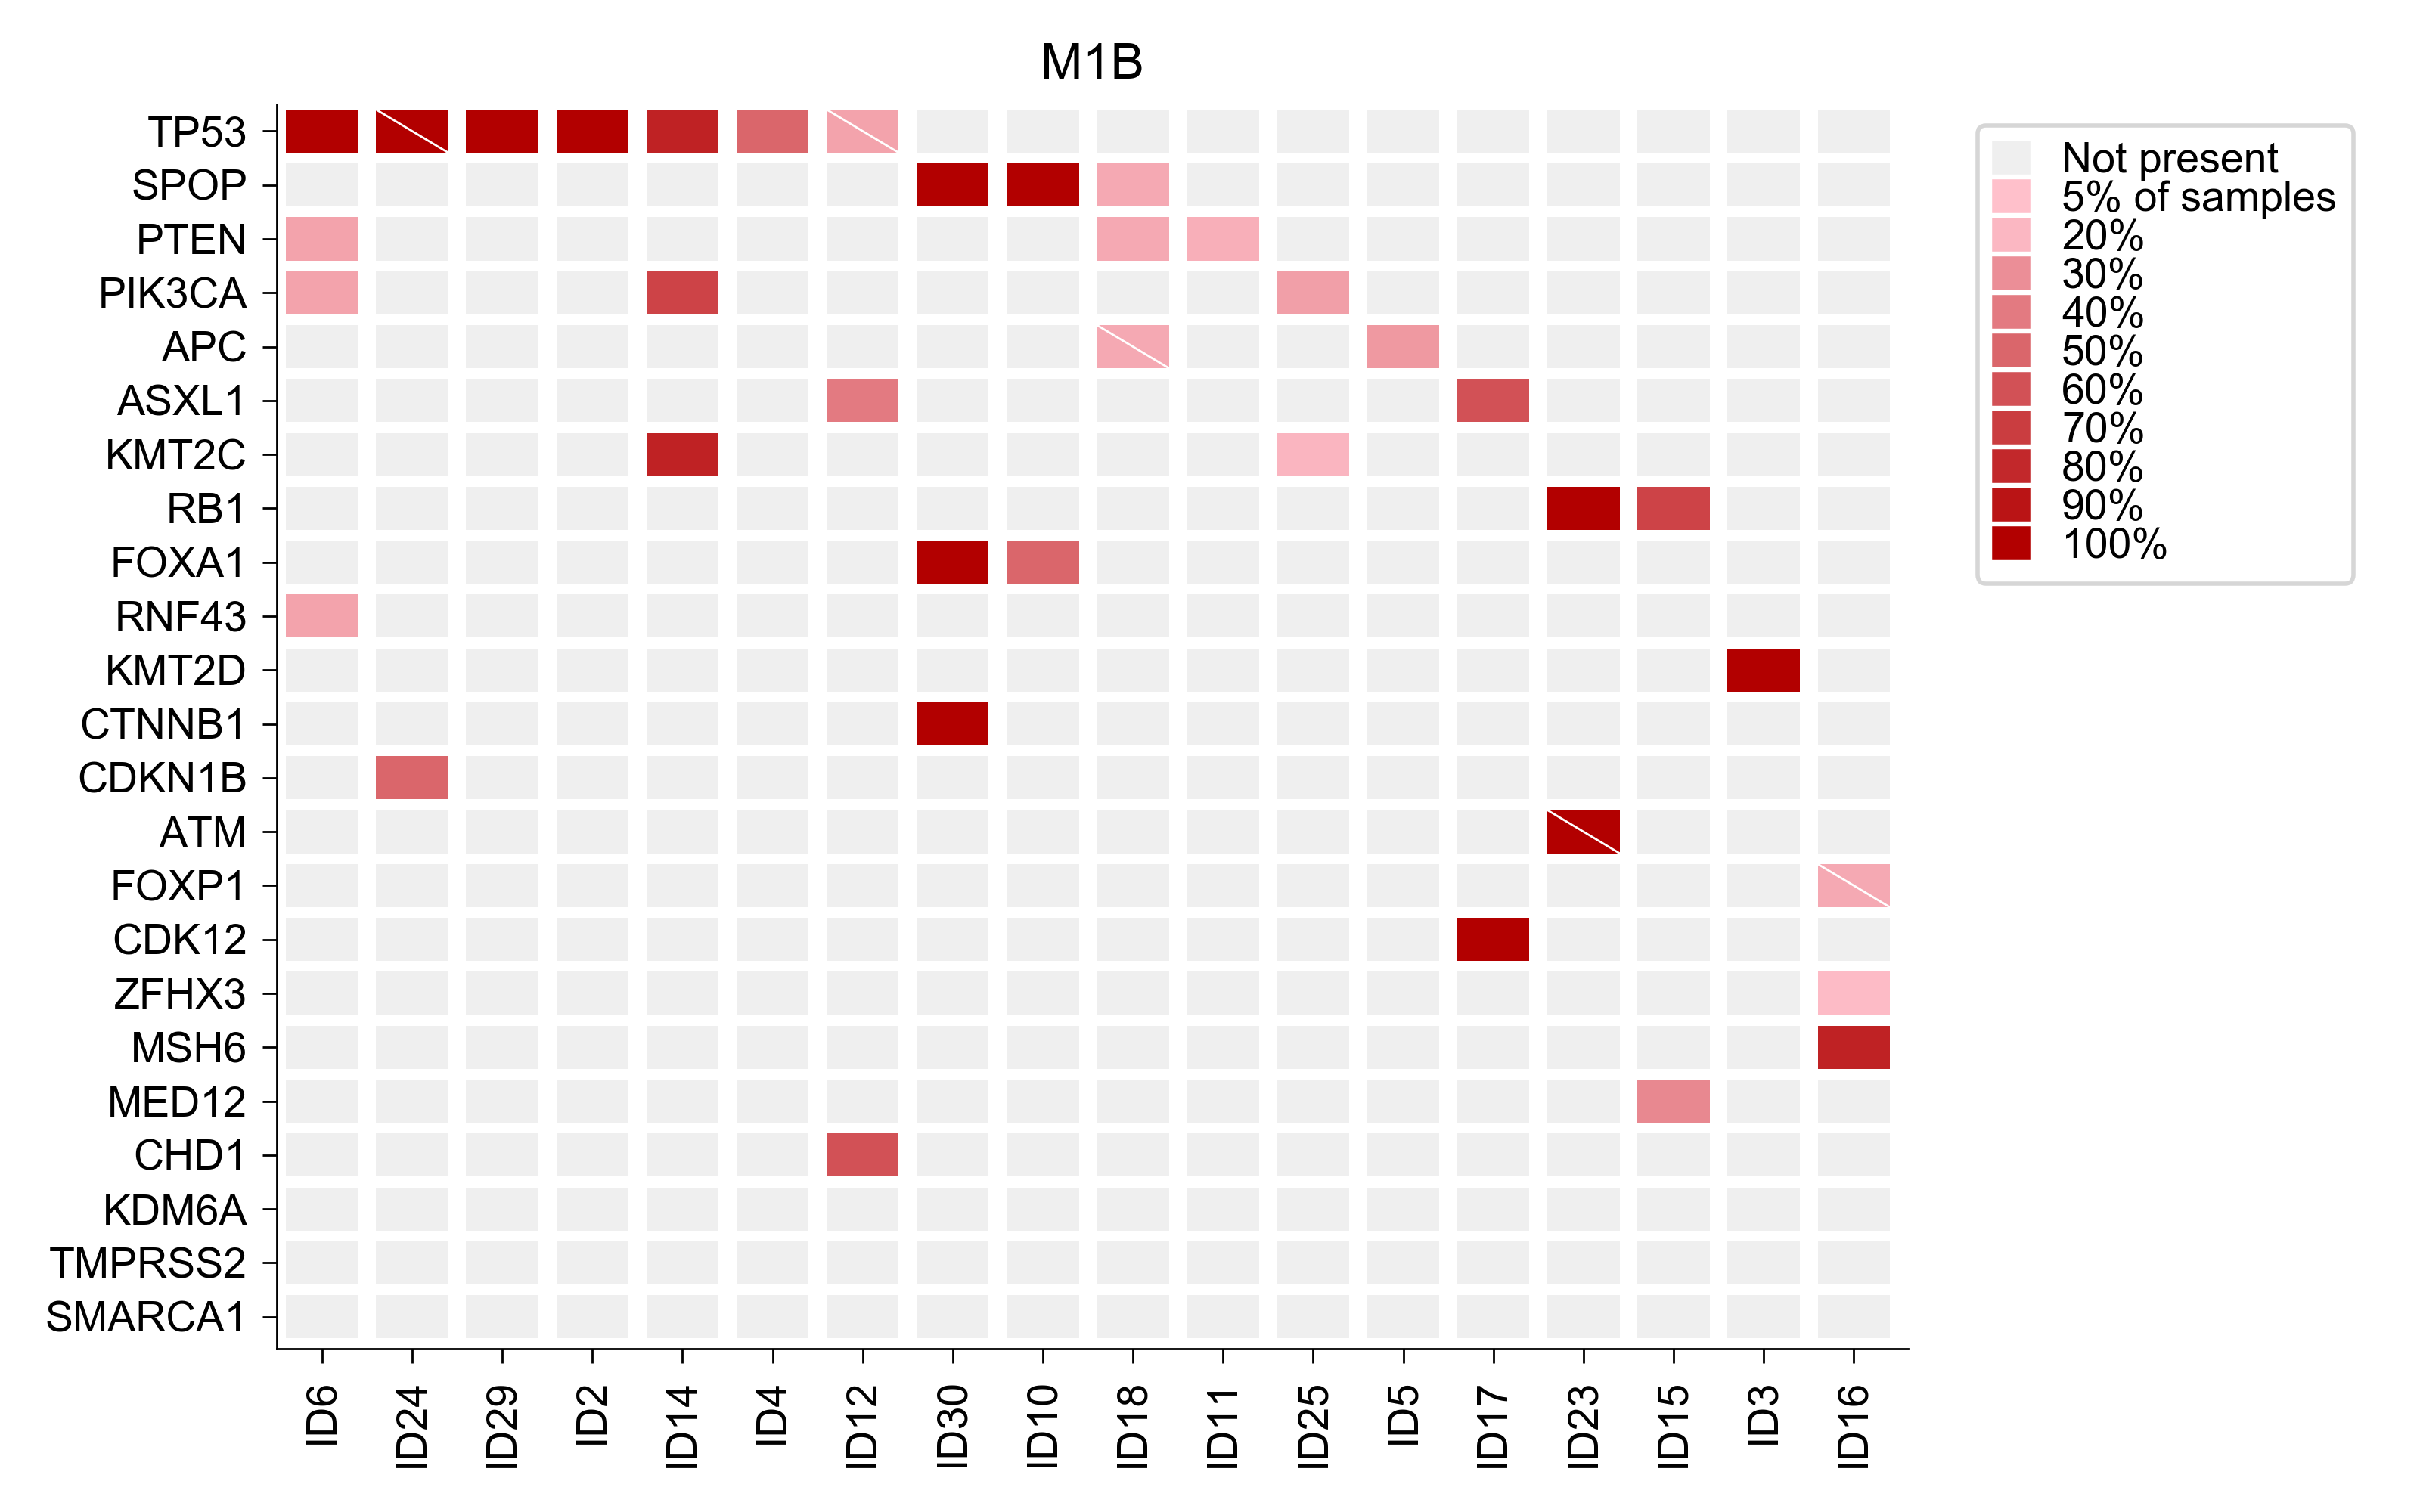 M1B
TP53
SPOP
PTEN
PIK3CA
APC
ASXL1
KMT2C
RB1
FOXA1
RNF43
KMT2D
CTNNB1
CDKN1B
ATM
FOXP1
CDK12
ZFHX3
MSH6
MED12
CHD1
KDM6A
TMPRSS2
SMARCA1
ID6
ID24
ID29
ID2
ID14
ID4
ID12
ID30
ID10
ID18
ID11
ID25
ID5
ID17
ID23
ID15
ID3
ID16
Not present
5% of samples
20%
30%
40%
50%
60%
70%
80%
90%
100%